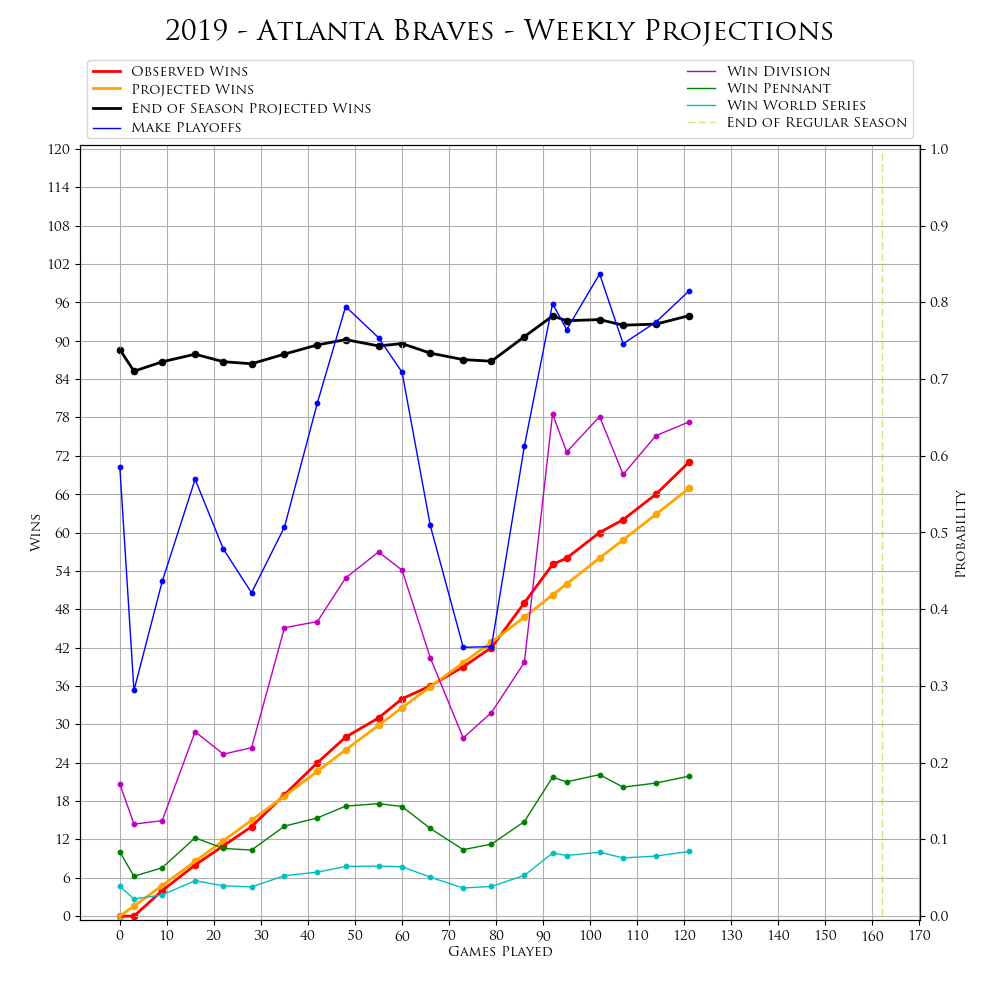 2019 - Atlanta Braves - Weekly Projections
Observed Wins
Projected Wins
End of Season Projected Wins
Make Playoffs
Win Division
Win Pennant
Win World Series
End of Regular Season
120
114
108
102
96
90
84
78
72
66
60
54
48
42
36
30
24
18
12
6
0
Wins
1.0
0.9
0.8
0.7
0.6
0.5
0.4
0.3
0.2
0.1
0.0
Probability
0 10 20 30 40 50 60 70 80 90 100 110 120 130 140 150 160 170
Games Played